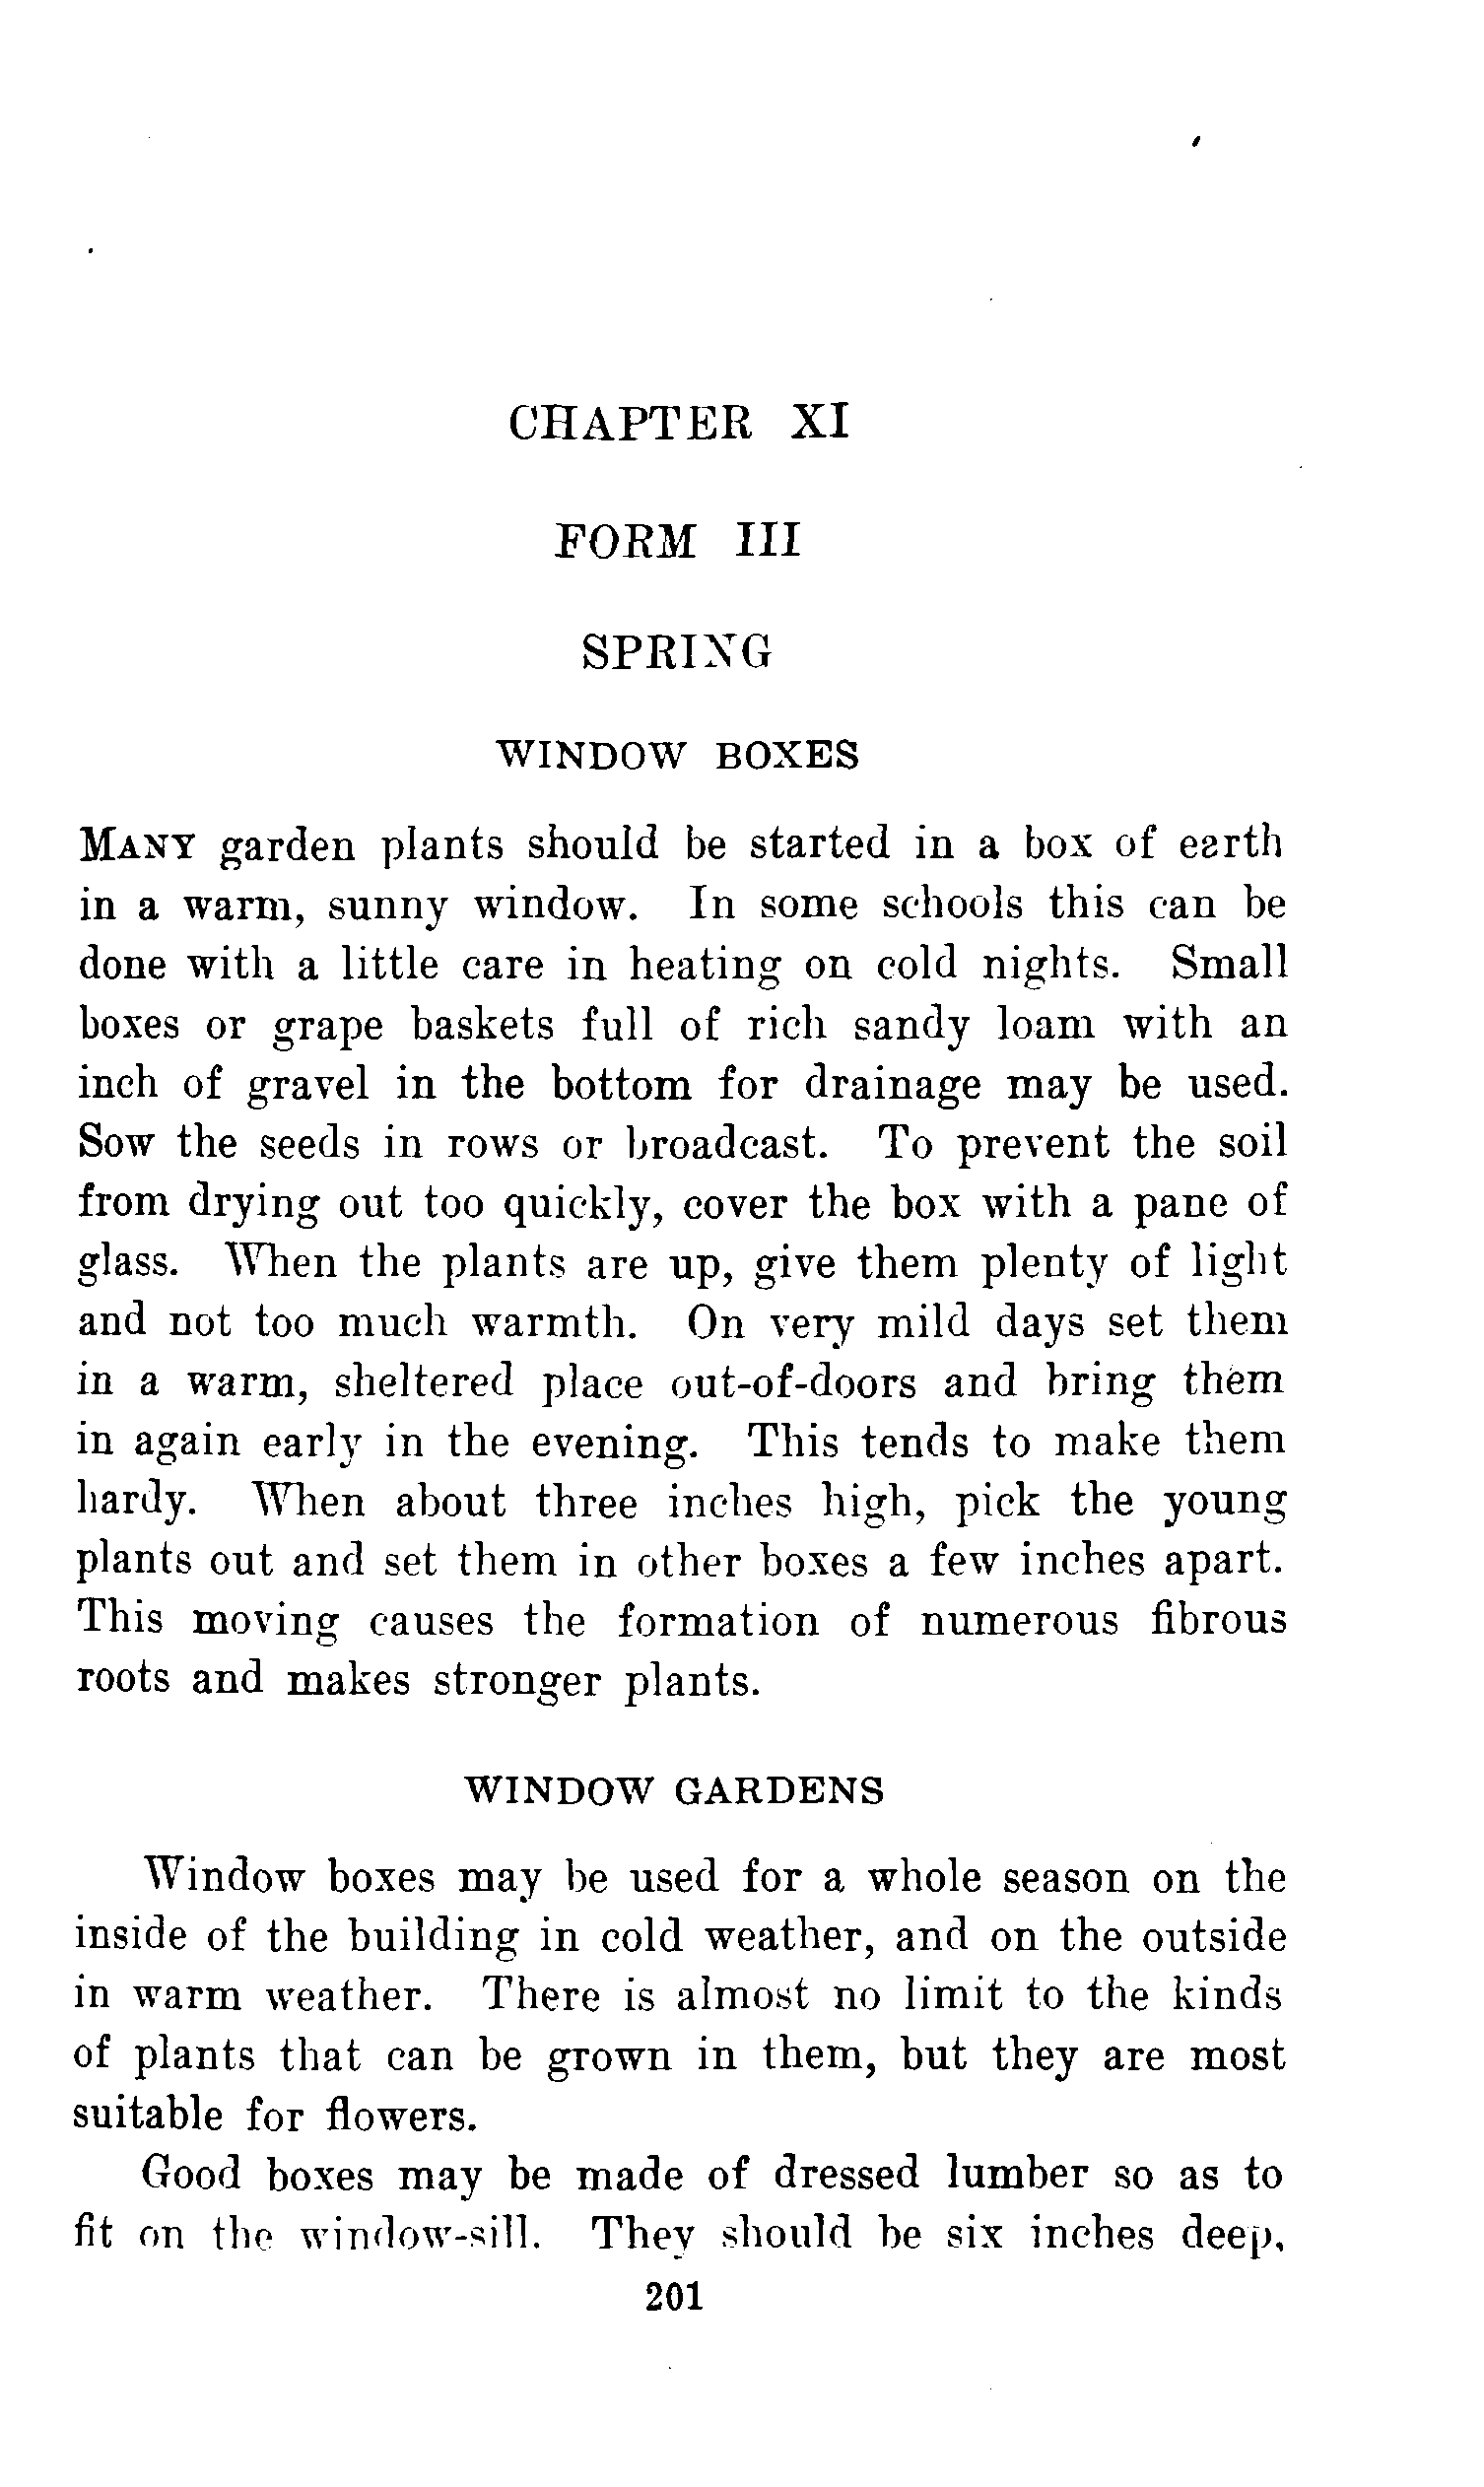 CHAPTER XI
FORM III
SPRING
WINDOW BOXES
MANY garden plants should be started in a box of earth
in a warm, sunny window. In some schools this can be
done with a little care in heating on cold nights. Small
boxes or grape baskets full of rich sandy loam with an
inch of gravel in the bottom for drainage may be used.
Sow the seeds in rows or broadcast. To prevent the soil
from drying out too quickly, cover the box with a pane of
glass. When the plants are up, give them plenty of light
and not too much warmth. On very mild days set them
in a warm, sheltered place out-of-doors and bring them
in again early in the evening. This tends to make them
hardy. When about three inches high, pick the young
plants out and set them in other boxes a few inches apart.
This moving causes the formation of numerous fibrous
roots and makes stronger plants.
WINDOW GARDENS
Window boxes may be used for a whole season on the
inside of the building in cold weather, and on the outside
in warm weather. There is almost no limit to the kinds
of plants that can be grown in them, but they are most
suitable for flowers.
Good boxes may be made of dressed lumber so as to
fit on the window-sill. They should be six inches deep,
201